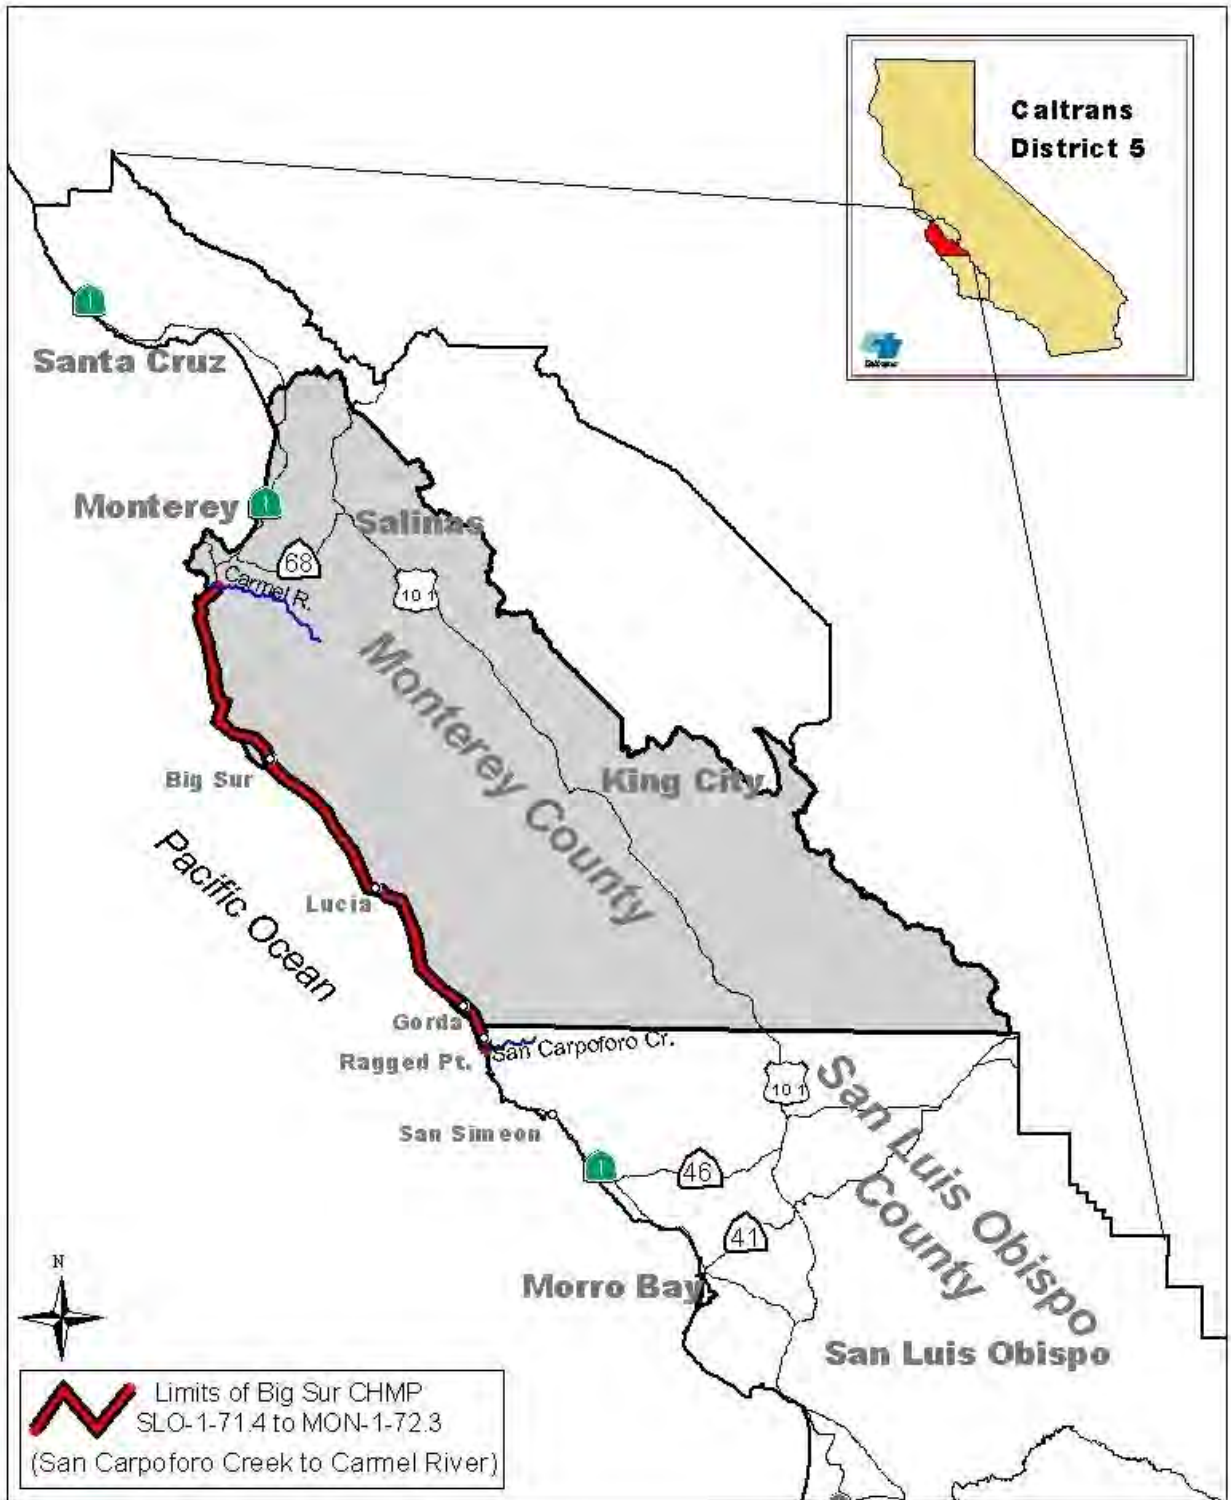 Caltrans
District 5
1
Santa Cruz
Monterey
1
Salinas
68
Carmel R.
101
Monterey County
King City
Big Sur
Pacific Ocean
Lucia
Gorda
San Carpoforo Cr.
Ragged Pt.
101
San Luis Obispo
County
San Simeon
1
46
41
N
Morro Bay
San Luis Obispo
Limits of Big Sur CHMP
SLO-1-71.4 to MON-1-72.3
(San Carpoforo Creek to Carmel River)